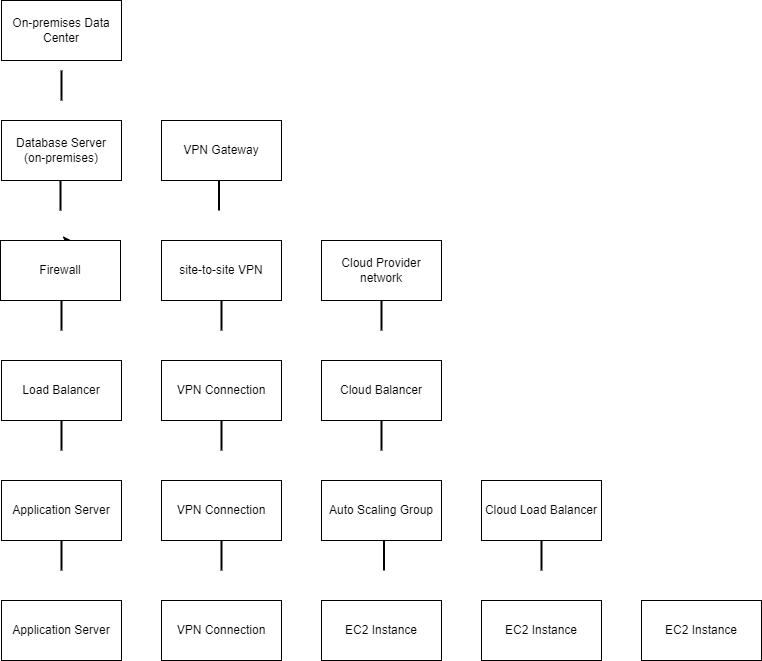 On-premises Data
Center
Database Server
(on-premises)
VPN Gateway
Firewall
site-to-site VPN
Cloud Provider
network
Load Balancer
VPN Connection
Cloud Balancer
Application Server
VPN Connection
Auto Scaling Group
Cloud Load Balancer
Application Server
VPN Connection
EC2 Instance
EC2 Instance
EC2 Instance